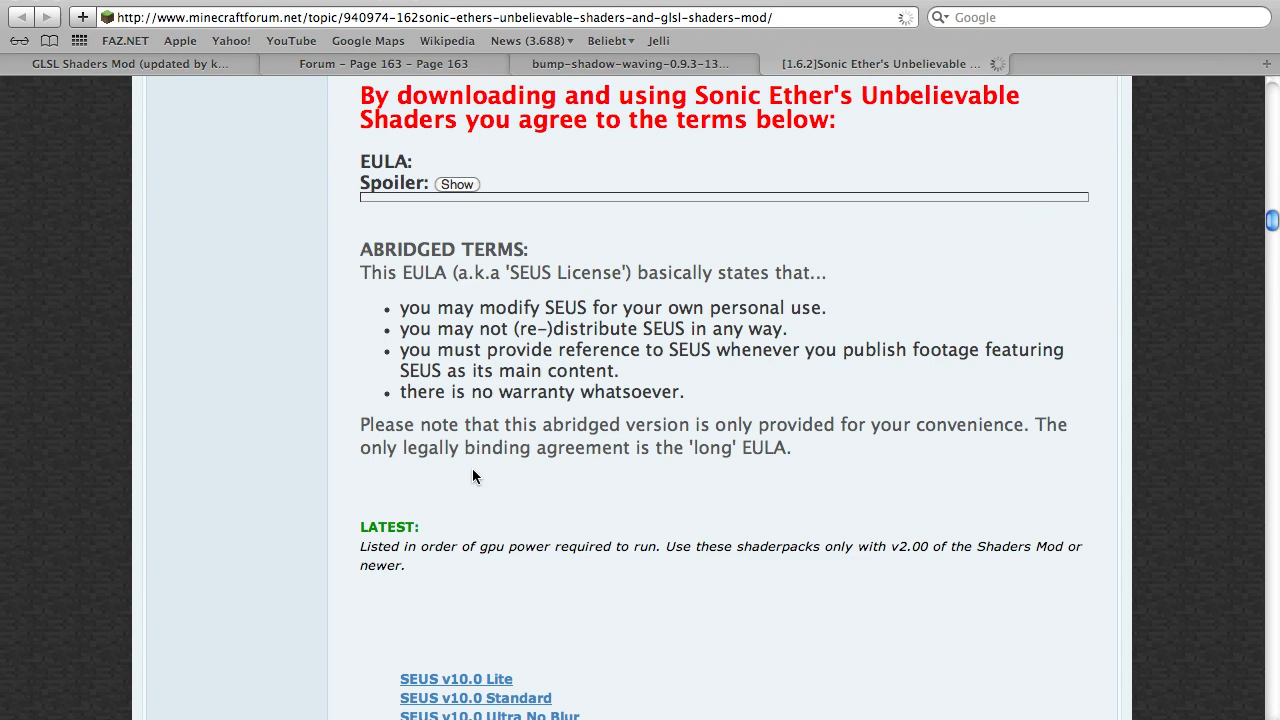 http://www.minecraftforum.net/topic/940974-162sonic-ethers-unbelievable-shaders-and-glsl-shaders-mod/
Google
FAZ.NET Apple Yahoo! YouTube Google Maps Wikipedia News (3.688) Beliebt Jelli
GLSL Shaders Mod (updated by k... Forum – Page 163 – Page 163 bump-shadow-waving-0.9.3-13... [1.6.2]Sonic Ether's Unbelievable ...
By downloading and using Sonic Ether's Unbelievable
Shaders you agree to the terms below:
EULA:
Spoiler: Show
ABRIDGED TERMS:
This EULA (a.k.a 'SEUS License') basically states that...
• you may modify SEUS for your own personal use.
• you may not (re-)distribute SEUS in any way.
• you must provide reference to SEUS whenever you publish footage featuring
SEUS as its main content.
• there is no warranty whatsoever.
Please note that this abridged version is only provided for your convenience. The
only legally binding agreement is the 'long' EULA.
LATEST:
Listed in order of gpu power required to run. Use these shaderpacks only with v2.00 of the Shaders Mod or
newer.
SEUS v10.0 Lite
SEUS v10.0 Standard
SEUS v10.0 Ultra No Blur